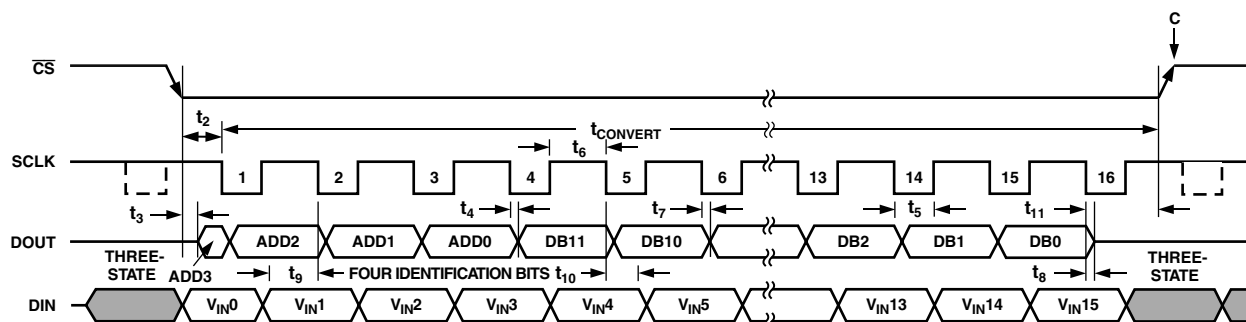 C
CS
t2
tCONVERT
t6
SCLK
1 2 3 4 5 6 13 14 15 16
t3 t4 t7 t5 t11
DOUT
ADD2 ADD1 ADD0 DB11 DB10 DB2 DB1 DB0
THREE-
STATE
ADD3
t9
FOUR IDENTIFICATION BITS
t10
t8
THREE-
STATE
DIN
VIN0 VIN1 VIN2 VIN3 VIN4 VIN5 VIN13 VIN14 VIN15